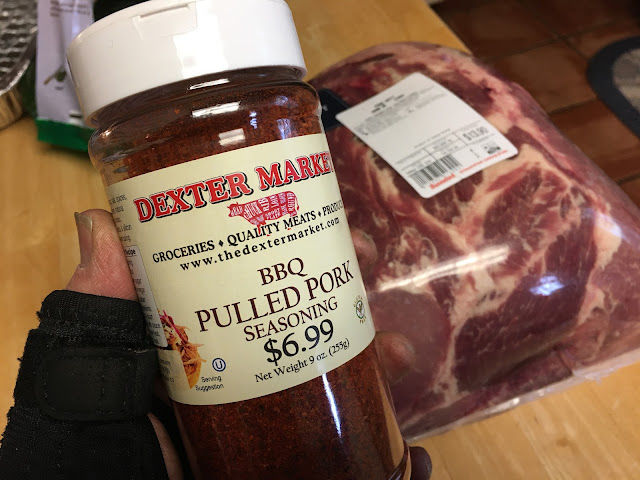 DEXTER MARKET
GROCERIES ♦ QUALITY MEATS ♦ PRODUCE
www.thedextermarket.com
BBQ
PULLED PORK
SEASONING
$6.99
Net Weight 9 oz. (255g)
U
Serving
Suggestion